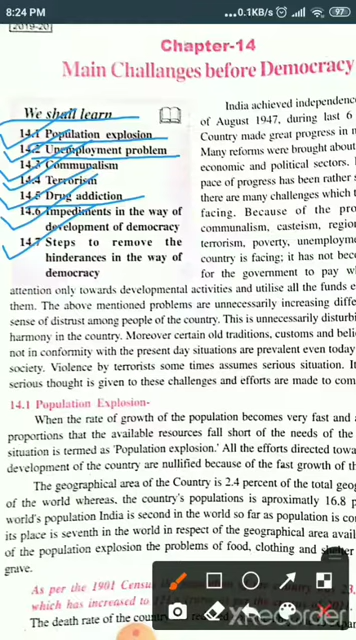 8:24 PM
...0.1KB/s
97
2019-20
Chapter-14
Main Challanges before Democracy
We shall learn
14.1 Population explosion
14.2 Unemployment problem
14.3 Communalism
14.4 Terrorism
14.5 Drug addiction
14.6 Impediments in the way of
development of democracy
14.7 Steps to remove the
hinderances in the way of
democracy
India achieved independenc
of August 1947, during last 6
Country made great progress in m
Many reforms were brought about
economic and political sectors.
pace of progress has been rather s
there are many challenges which t
facing. Because of the pro
communalism, casteism, region
terrorism, poverty, unemploym
country is facing; it has not bec
for the government to pay wh
attention only towards developmental activities and utilise all the funds e
them. The above mentioned problems are unnecessarily increasing diffe
sense of distrust among people of the country. This is unnecessarily disturbi
harmony in the country. Moreover certain old traditions, customs and belie
not in conformity with the present day situations are prevalent even today
society. Violence by terrorists some times assumes serious situation. It
serious thought is given to these challenges and efforts are made to com
14.1 Population Explosion-
When the rate of growth of the population becomes very fast and a
proportions that the available resources fall short of the needs of the
situation is termed as 'Population explosion.' All the efforts directed towa
development of the country are nullified because of the fast growth of th
The geographical area of the Country is 2.4 percent of the total geog
of the world whereas, the country's populations is aproximatly 16.8 p
world's population India is second in the world so far as population is con
its place is seventh in the world in respect of the geographical area avail
of the population explosion the problems of food, clothing and shelter
grave.
As per the 1901 Census
which has increased to
The death rate of the country